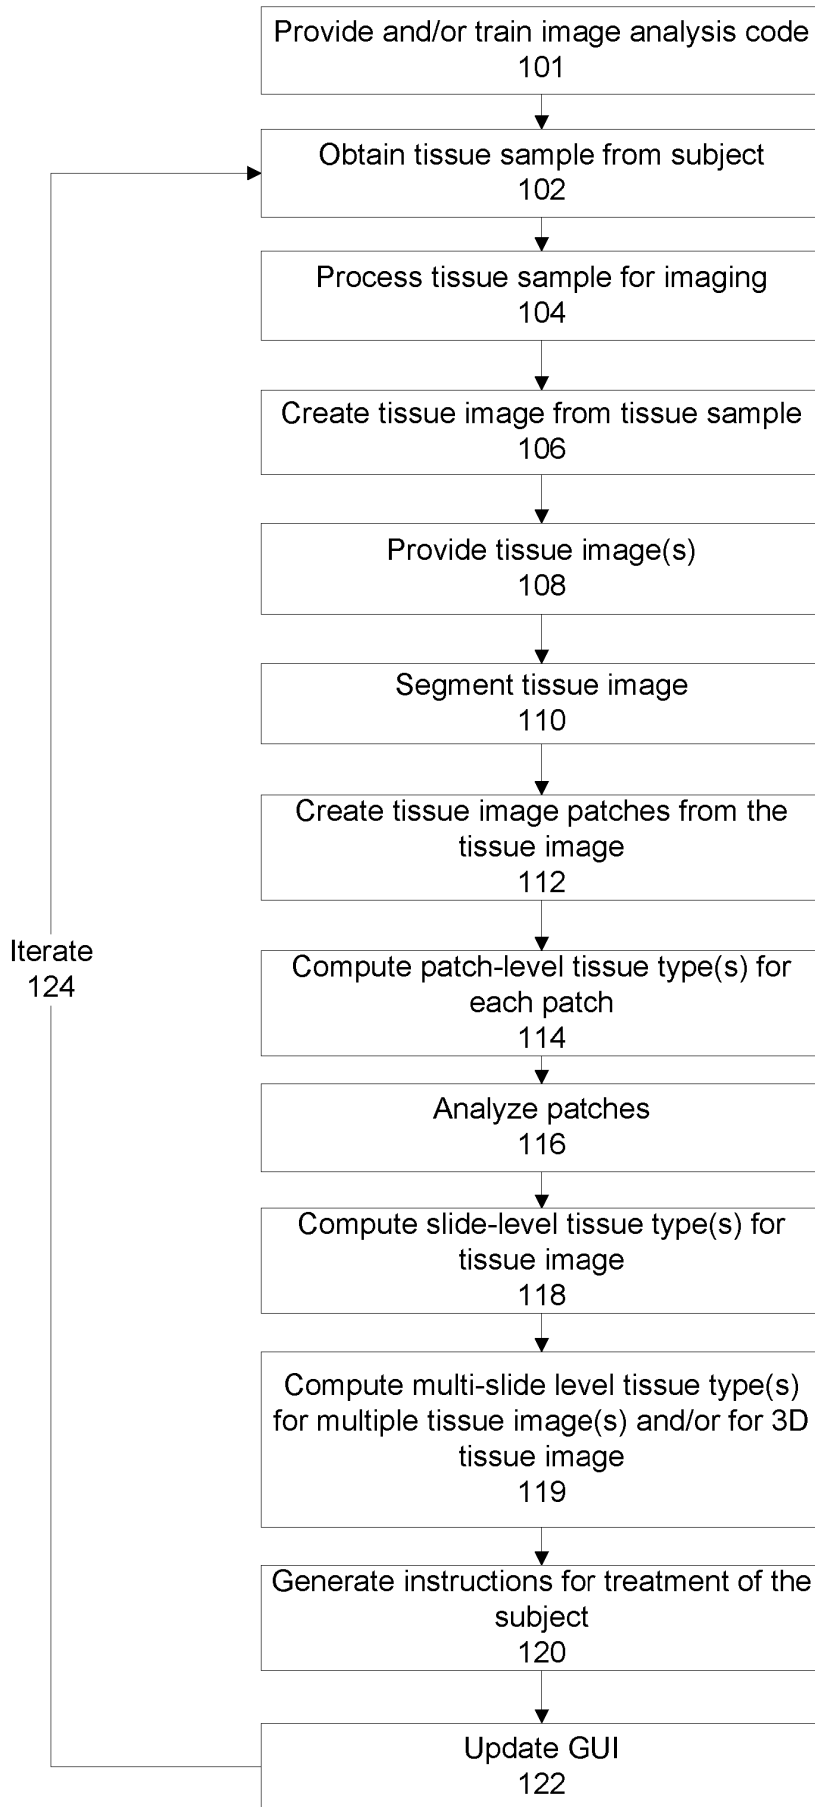 Provide and/or train image analysis code
101
Obtain tissue sample from subject
102
Process tissue sample for imaging
104
Create tissue image from tissue sample
106
Provide tissue image(s)
108
Segment tissue image
110
Create tissue image patches from the
tissue image
112
Iterate
124
Compute patch-level tissue type(s) for
each patch
114
Analyze patches
116
Compute slide-level tissue type(s) for
tissue image
118
Compute multi-slide level tissue type(s)
for multiple tissue image(s) and/or for 3D
tissue image
119
Generate instructions for treatment of the
subject
120
Update GUI
122